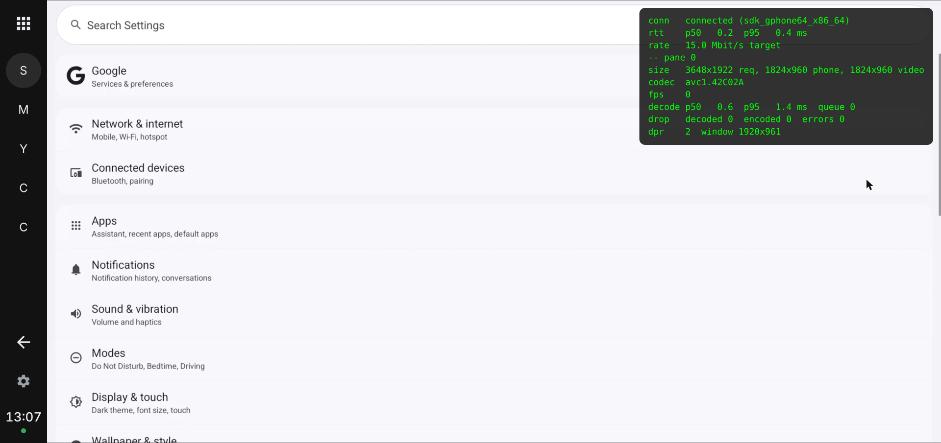 S
M
Y
C
C
13:07
Search Settings
Google
Services & preferences
Network & internet
Mobile, Wi-Fi, hotspot
Connected devices
Bluetooth, pairing
Apps
Assistant, recent apps, default apps
Notifications
Notification history, conversations
Sound & vibration
Volume and haptics
Modes
Do Not Disturb, Bedtime, Driving
Display & touch
Dark theme, font size, touch
Wallpaper & style
conn connected (sdk_gphone64_x86_64)
rtt p50 0.2 p95 0.4 ms
rate 15.0 Mbit/s target
-- pane 0
size 3648x1922 req, 1824x960 phone, 1824x960 video
codec avc1.42C02A
fps 0
decode p50 0.6 p95 1.4 ms queue 0
drop decoded 0 encoded 0 errors 0
dpr 2 window 1920x961